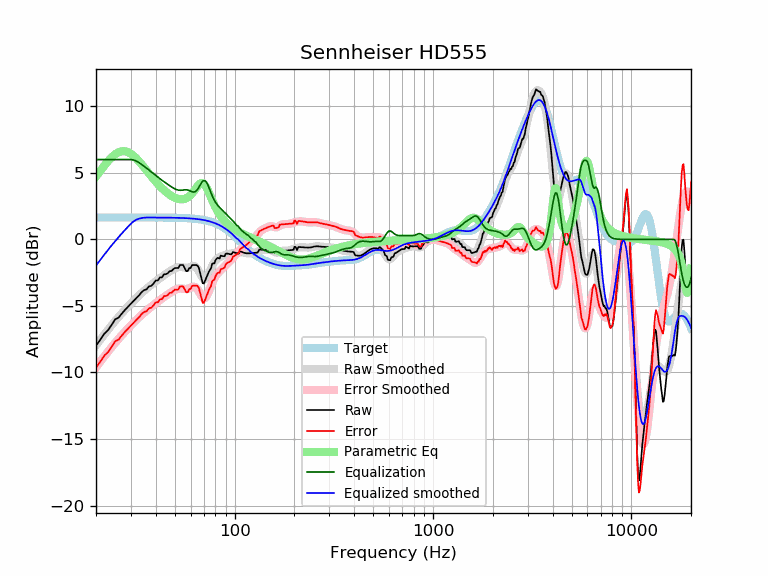 Sennheiser HD555
10
5
0
−5
−10
−15
−20
Amplitude (dBr)
Target
Raw Smoothed
Error Smoothed
Raw
Error
Parametric Eq
Equalization
Equalized smoothed
100
1000
10000
Frequency (Hz)